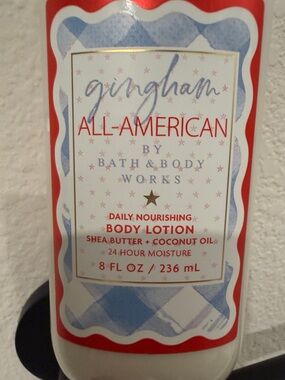 gingham
ALL-AMERICAN
BY
BATH & BODY
WORKS
DAILY NOURISHING
BODY LOTION
SHEA BUTTER + COCONUT OIL
24 HOUR MOISTURE
8 FL OZ / 236 mL